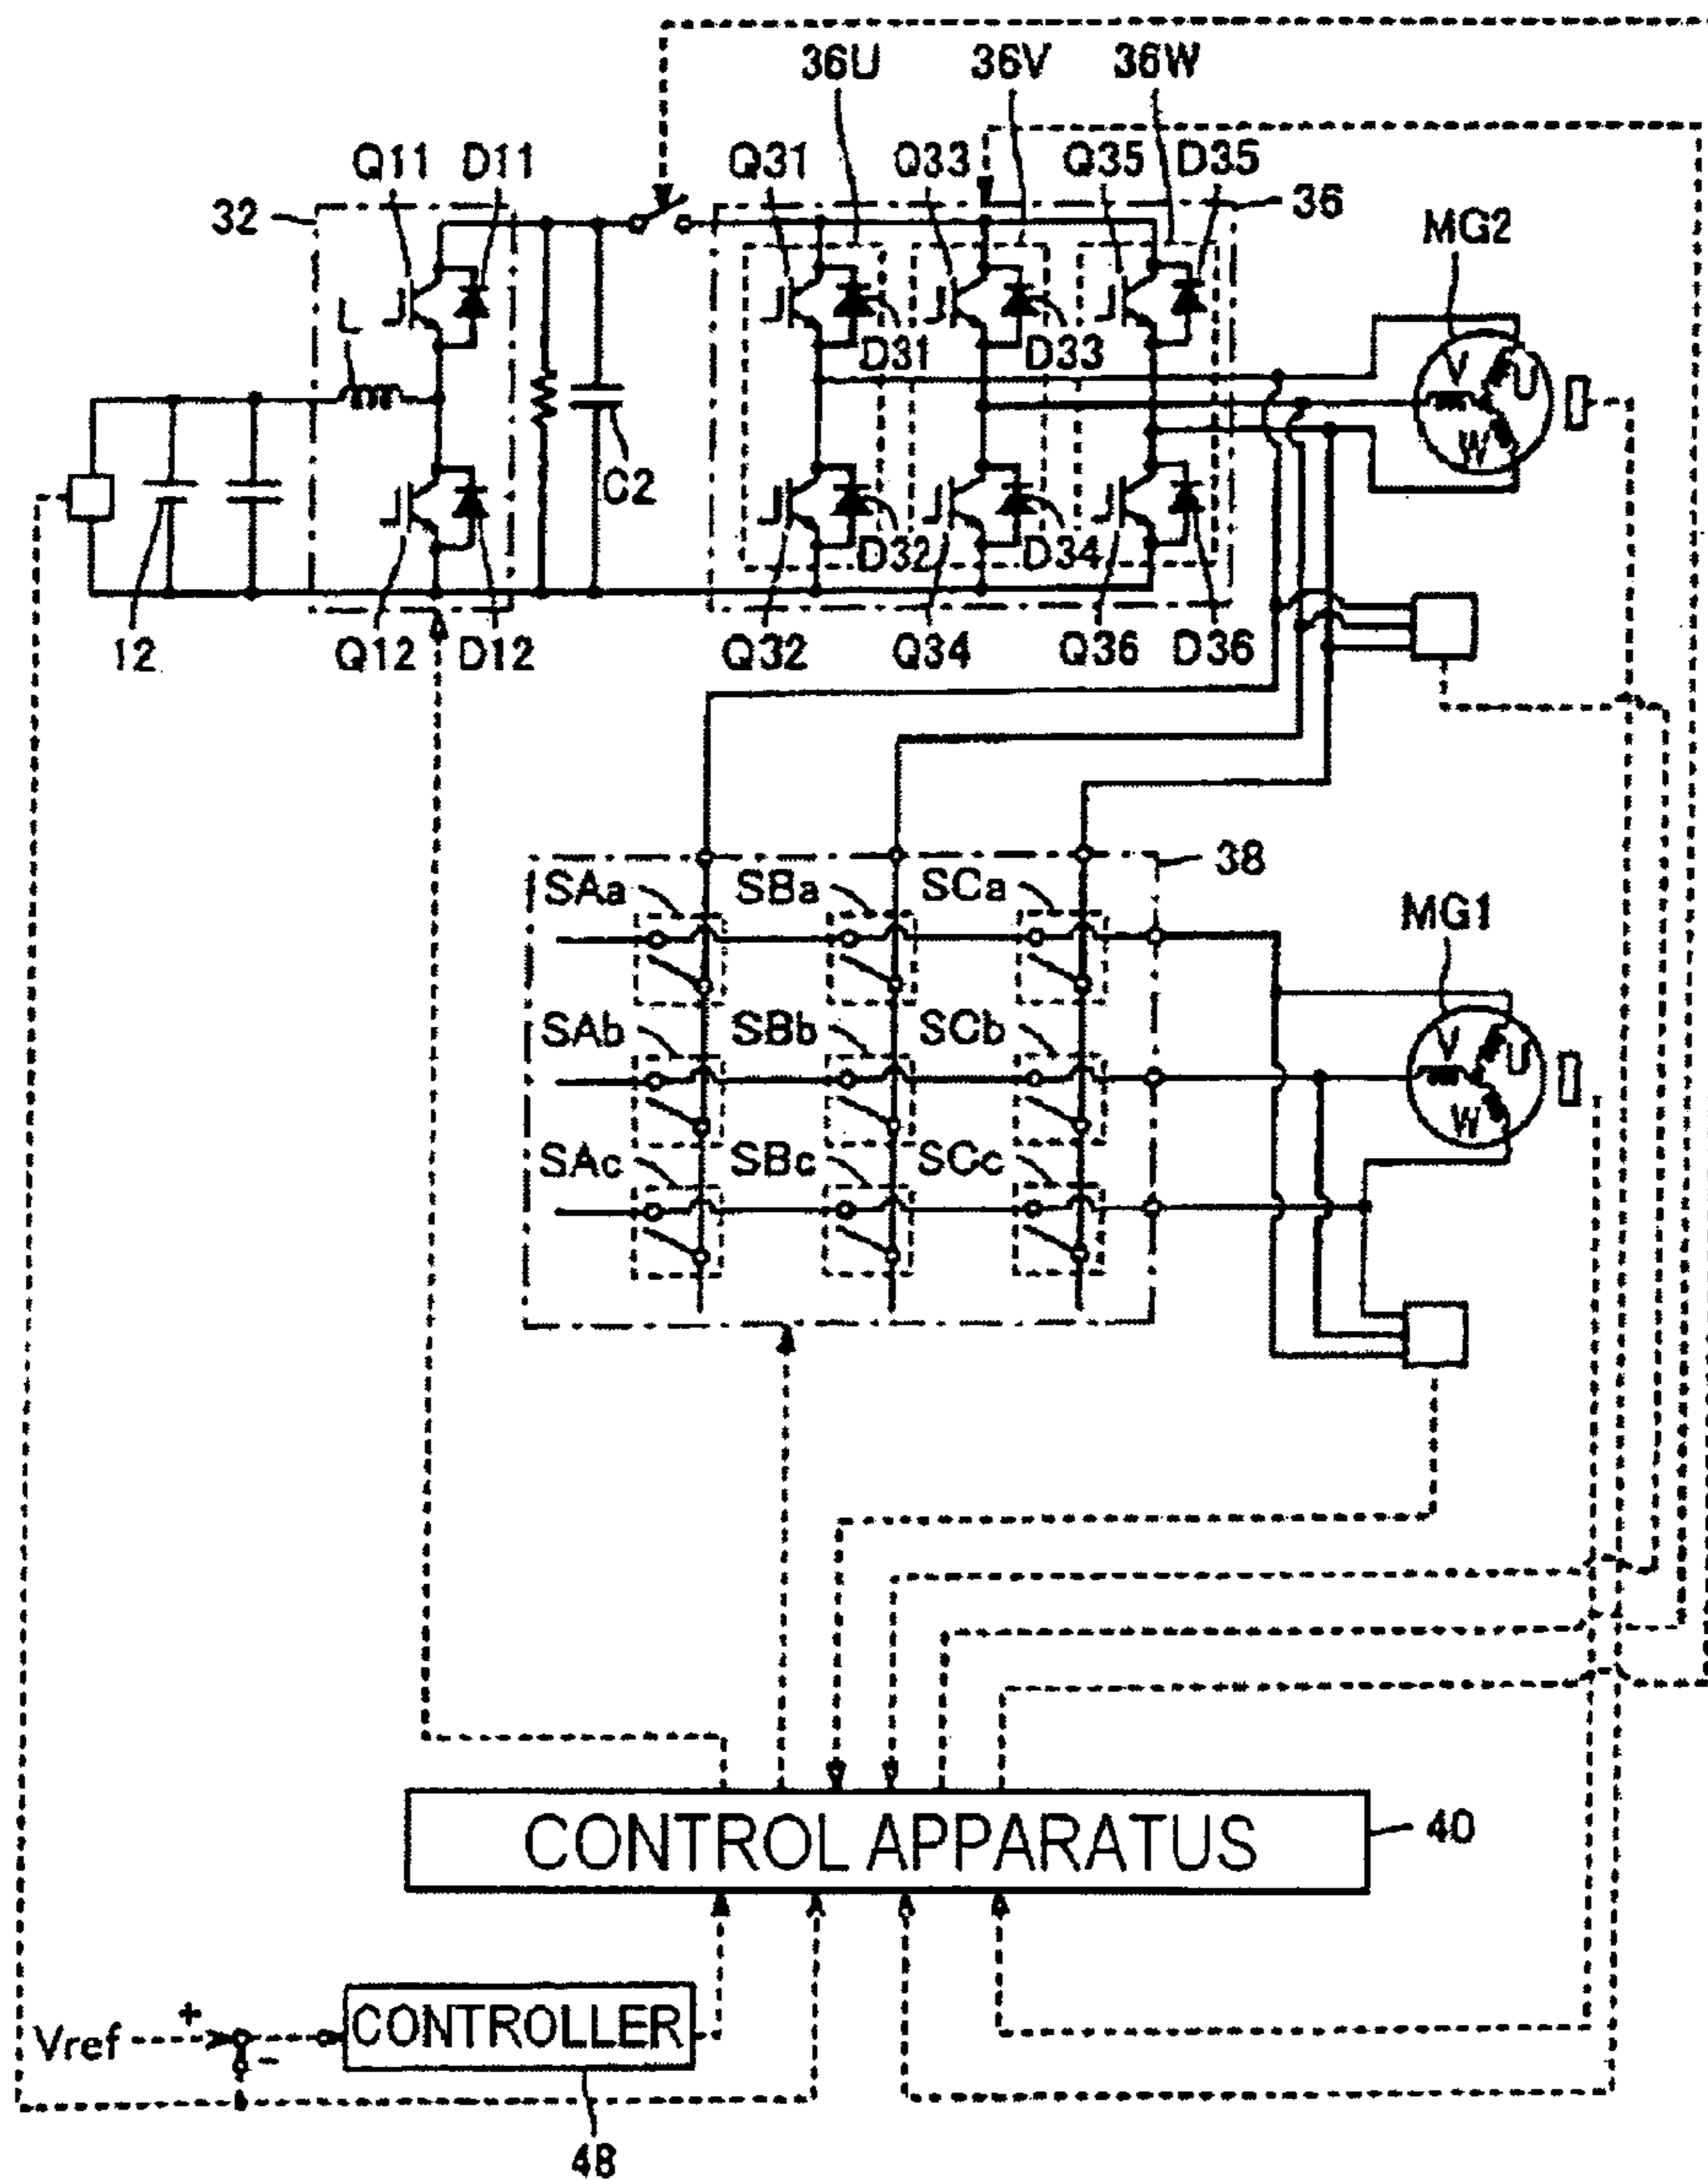 36U 36V 36W
Q11 D11 Q31 Q33 Q35 D35
32 36
MG2
L
D31 D33
V U
W
C2
D32 D34
12 Q12 D12 Q32 Q34 Q36 D36
38
SAa SBa SCa
MG1
SAb SBb SCb
V U
W
SAc SBc SCc
CONTROL APPARATUS
40
+
Vref
-
CONTROLLER
48